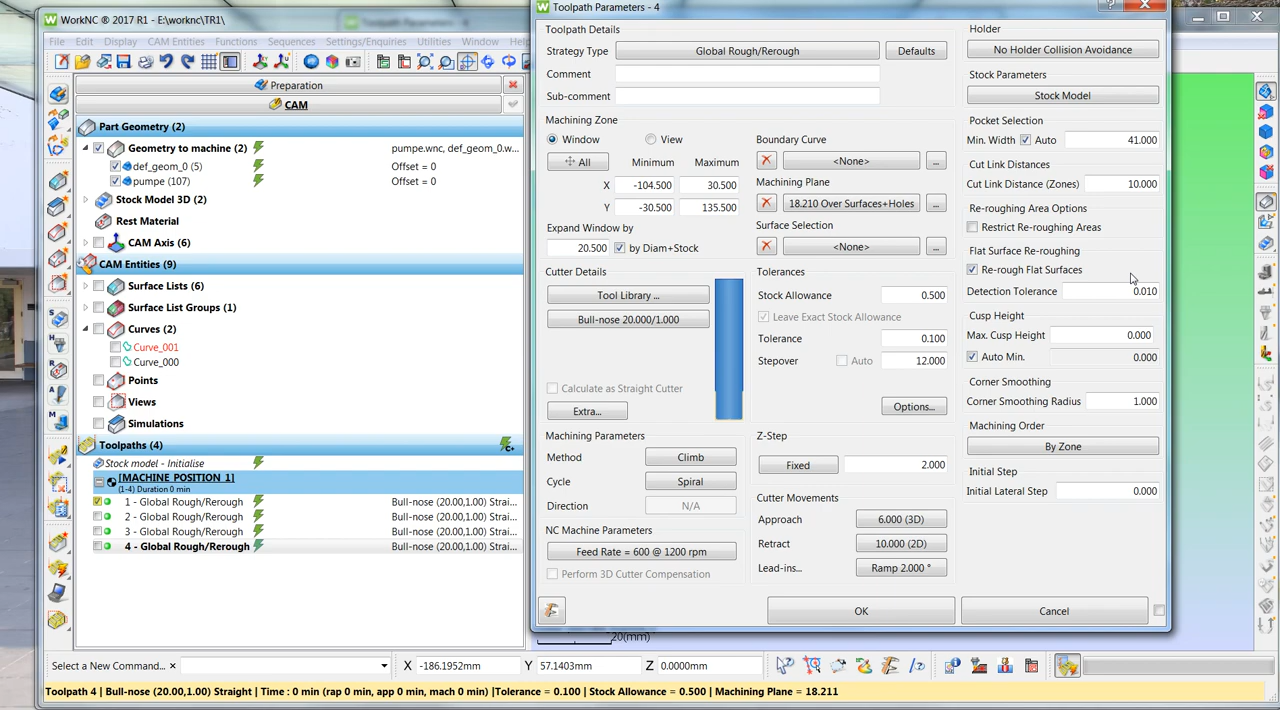 WorkNC ® 2017 R1 - E:\worknc\TR1\
Toolpath Parameters - 4
File Edit Display CAM Entities Functions Sequences Settings/Enquiries Utilities Window
Preparation
CAM
Part Geometry (2)
Geometry to machine (2) pumpe.wnc, def_geom_0.w...
def_geom_0 (5) Offset = 0
pumpe (107) Offset = 0
Stock Model 3D (2)
Rest Material
CAM Axis (6)
CAM Entities (9)
Surface Lists (6)
Surface List Groups (1)
Curves (2)
Curve_001
Curve_000
Points
Views
Simulations
Toolpaths (4)
Stock model - Initialise
[MACHINE POSITION 1]
(1-4) Duration 0 min
1 - Global Rough/Rerough Bull-nose (20.00,1.00) Strai...
2 - Global Rough/Rerough Bull-nose (20.00,1.00) Strai...
3 - Global Rough/Rerough Bull-nose (20.00,1.00) Strai...
4 - Global Rough/Rerough Bull-nose (20.00,1.00) Strai...
Toolpath Details
Strategy Type Global Rough/Rerough Defaults
Comment
Sub-comment
Machining Zone
Window View
All Minimum Maximum
X -104.500 30.500
Y -30.500 135.500
Expand Window by
20.500 by Diam+Stock
Boundary Curve
<None> ...
Machining Plane
18.210 Over Surfaces+Holes ...
Surface Selection
<None> ...
Cutter Details
Tool Library ...
Bull-nose 20.000/1.000
Calculate as Straight Cutter
Extra...
Tolerances
Stock Allowance 0.500
Leave Exact Stock Allowance
Tolerance 0.100
Stepover Auto 12.000
Options...
Machining Parameters
Method Climb
Cycle Spiral
Direction N/A
NC Machine Parameters
Feed Rate = 600 @ 1200 rpm
Perform 3D Cutter Compensation
Z-Step
Fixed 2.000
Cutter Movements
Approach 6.000 (3D)
Retract 10.000 (2D)
Lead-ins... Ramp 2.000 °
Holder
No Holder Collision Avoidance
Stock Parameters
Stock Model
Pocket Selection
Min. Width Auto 41.000
Cut Link Distances
Cut Link Distance (Zones) 10.000
Re-roughing Area Options
Restrict Re-roughing Areas
Flat Surface Re-roughing
Re-rough Flat Surfaces
Detection Tolerance 0.010
Cusp Height
Max. Cusp Height 0.000
Auto Min. 0.000
Corner Smoothing
Corner Smoothing Radius 1.000
Machining Order
By Zone
Initial Step
Initial Lateral Step 0.000
OK Cancel
20(mm)
Select a New Command... X -186.1952mm Y 57.1403mm Z 0.0000mm
Toolpath 4 | Bull-nose (20.00,1.00) Straight | Time : 0 min (rap 0 min, app 0 min, mach 0 min) |Tolerance = 0.100 | Stock Allowance = 0.500 | Machining Plane = 18.211